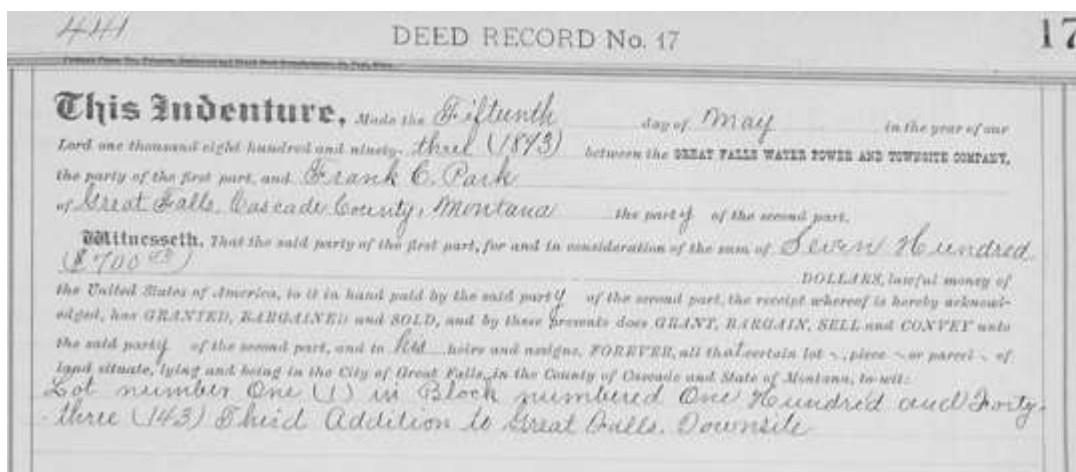 441 DEED RECORD No. 17 17
This Indenture, Made the Fifteenth day of May in the year of our
Lord one thousand eight hundred and ninety-three (1893) between the GREAT FALLS WATER POWER AND TOWNSITE COMPANY,
the party of the first part, and Frank C. Park
of Great Falls, Cascade County, Montana the party of the second part.
Witnesseth, That the said party of the first part, for and in consideration of the sum of Seven Hundred
($700.00) DOLLARS, lawful money of
the United States of America, to it in hand paid by the said party of the second part, the receipt whereof is hereby acknowl-
edged, has GRANTED, BARGAINED and SOLD, and by these presents does GRANT, BARGAIN, SELL and CONVEY unto
the said party of the second part, and to his heirs and assigns, FOREVER, all that certain lot, piece or parcel of
land situate, lying and being in the City of Great Falls, in the County of Cascade and State of Montana, to-wit:
Lot number One (1) in Block numbered One Hundred and Forty-
three (143) Third Addition to Great Falls, Townsite